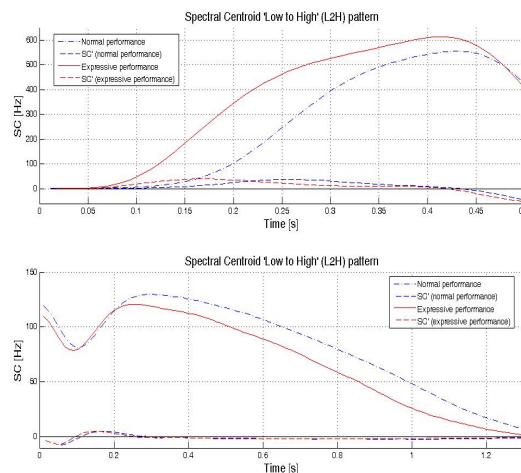 Spectral Centroid 'Low to High' (L2H) pattern
600
500
400
300
200
100
0
SC [Hz]
Normal performance
SC' (normal performance)
Expressive performance
SC' (expressive performance)
0 0.05 0.1 0.15 0.2 0.25 0.3 0.35 0.4 0.45 0.5
Time [s]
Spectral Centroid 'Low to High' (L2H) pattern
150
100
50
0
SC [Hz]
Normal performance
SC' (normal performance)
Expressive performance
SC' (expressive performance)
0 0.2 0.4 0.6 0.8 1 1.2
Time [s]